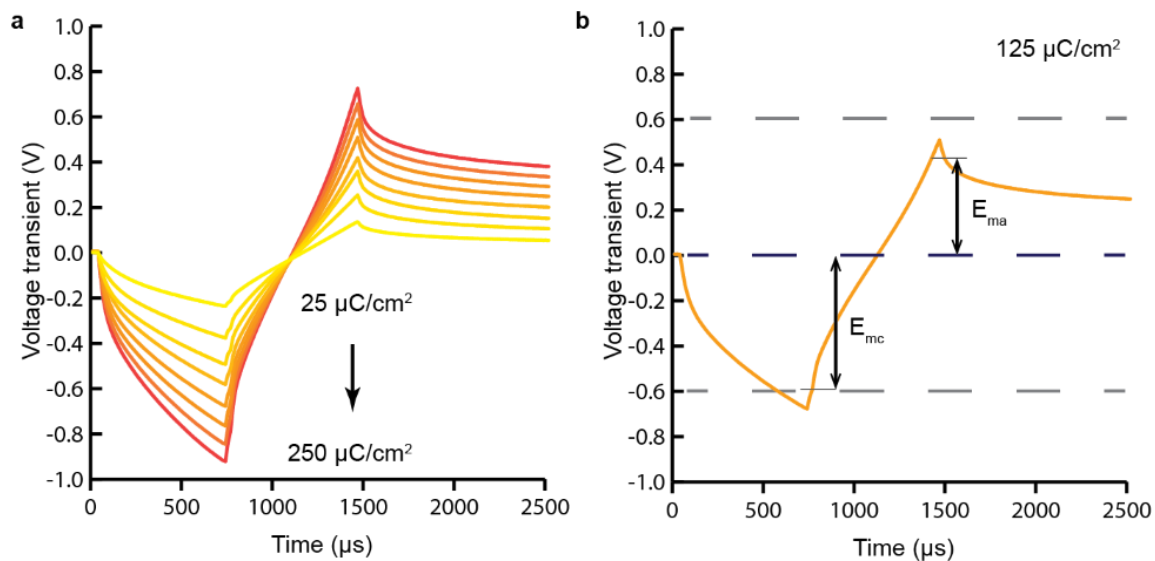 a
Voltage transient (V)
1.0
0.8
0.6
0.4
0.2
0.0
-0.2
-0.4
-0.6
-0.8
-1.0
25 µC/cm²
250 µC/cm²
0 500 1000 1500 2000 2500
Time (µs)
b
125 µC/cm²
Voltage transient (V)
1.0
0.8
0.6
0.4
0.2
0.0
-0.2
-0.4
-0.6
-0.8
-1.0
Ema
Emc
0 500 1000 1500 2000 2500
Time (µs)